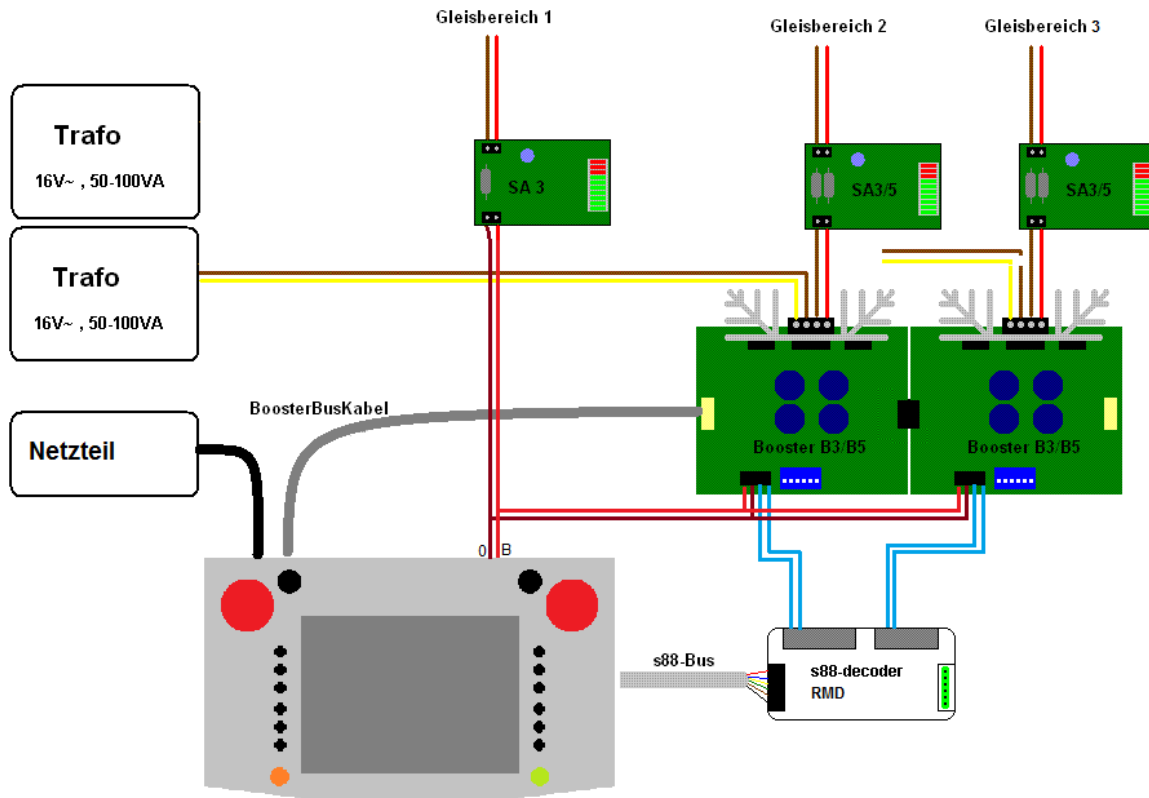 Gleisbereich 1
Gleisbereich 2
Gleisbereich 3
Trafo
16V~ , 50-100VA
SA 3
SA3/5
SA3/5
Trafo
16V~ , 50-100VA
BoosterBusKabel
Netzteil
Booster B3/B5
Booster B3/B5
0 B
s88-Bus
s88-decoder
RMD